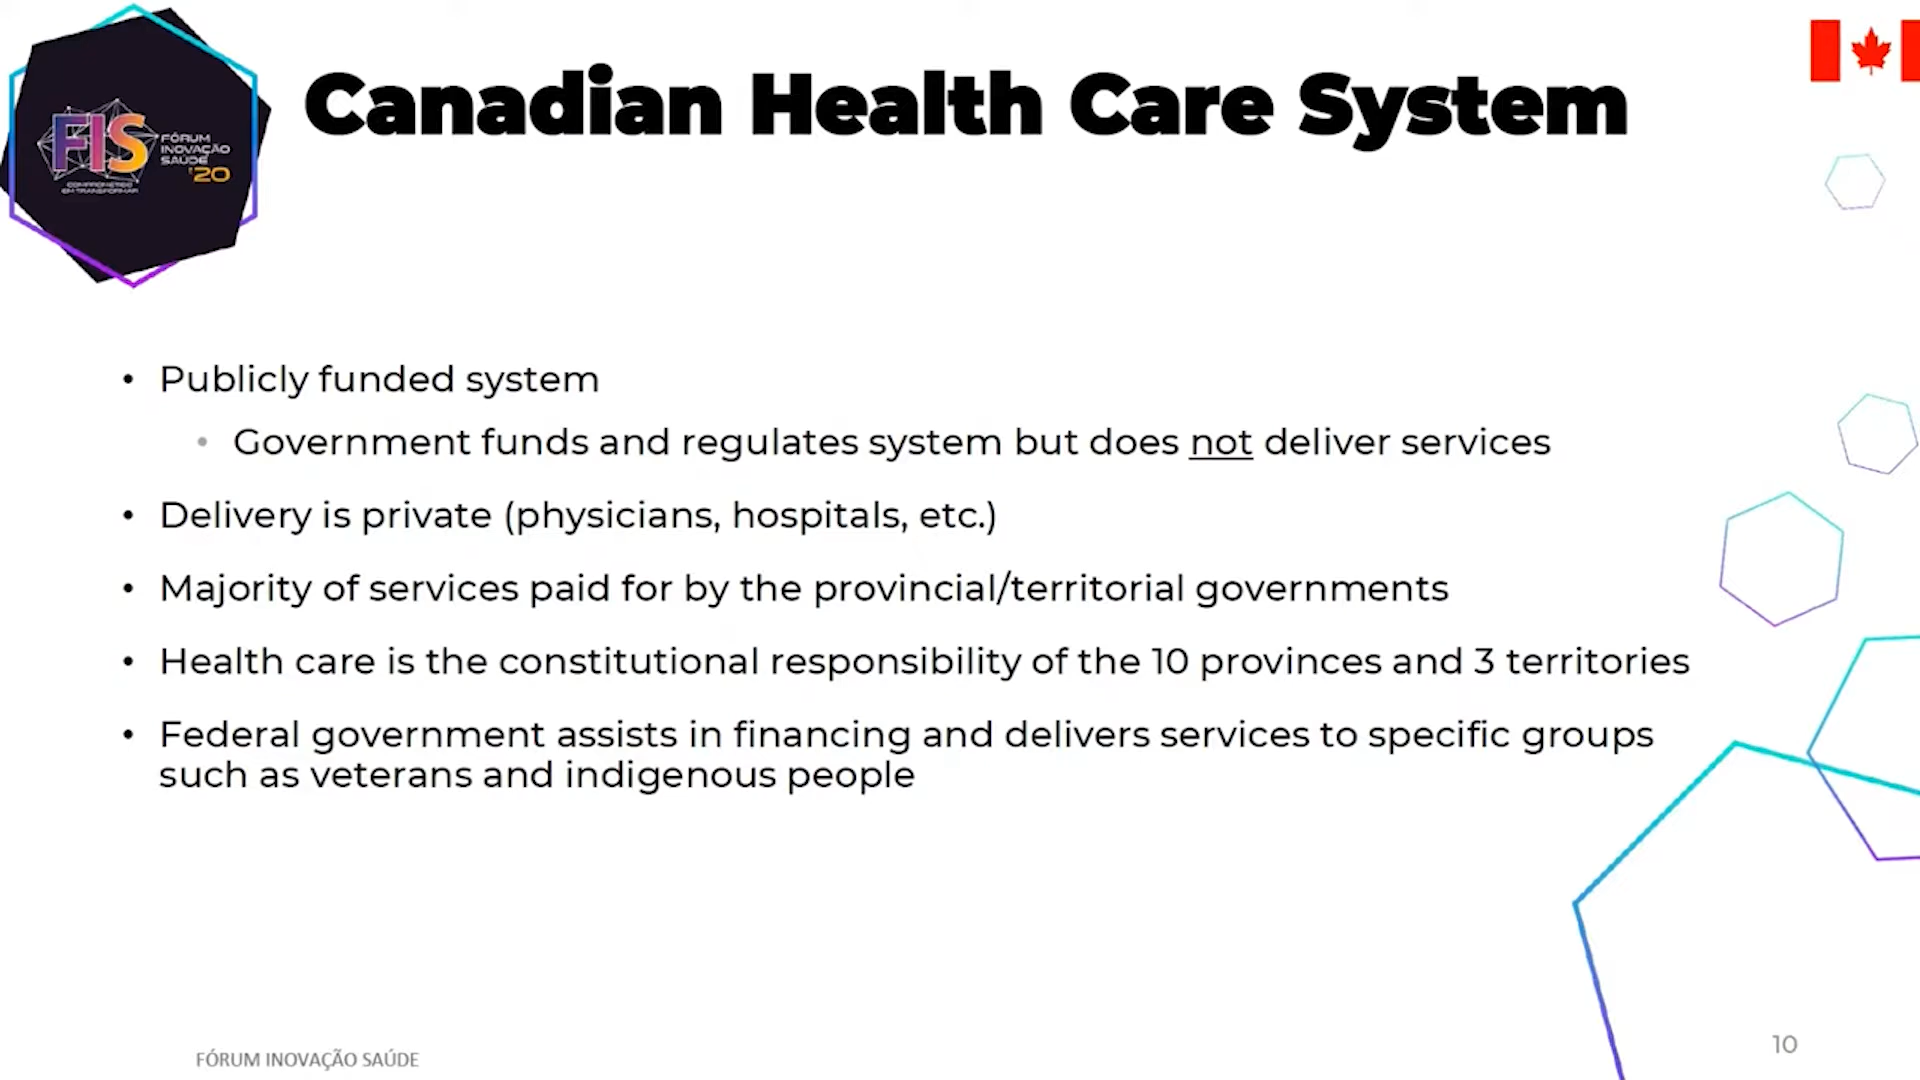 FIS
FÓRUM
INOVAÇÃO
SAÚDE
'20
COMPROMETIDO
EM TRANSFORMAR
Canadian Health Care System
• Publicly funded system
• Government funds and regulates system but does not deliver services
• Delivery is private (physicians, hospitals, etc.)
• Majority of services paid for by the provincial/territorial governments
• Health care is the constitutional responsibility of the 10 provinces and 3 territories
• Federal government assists in financing and delivers services to specific groups
such as veterans and indigenous people
FÓRUM INOVAÇÃO SAÚDE
10